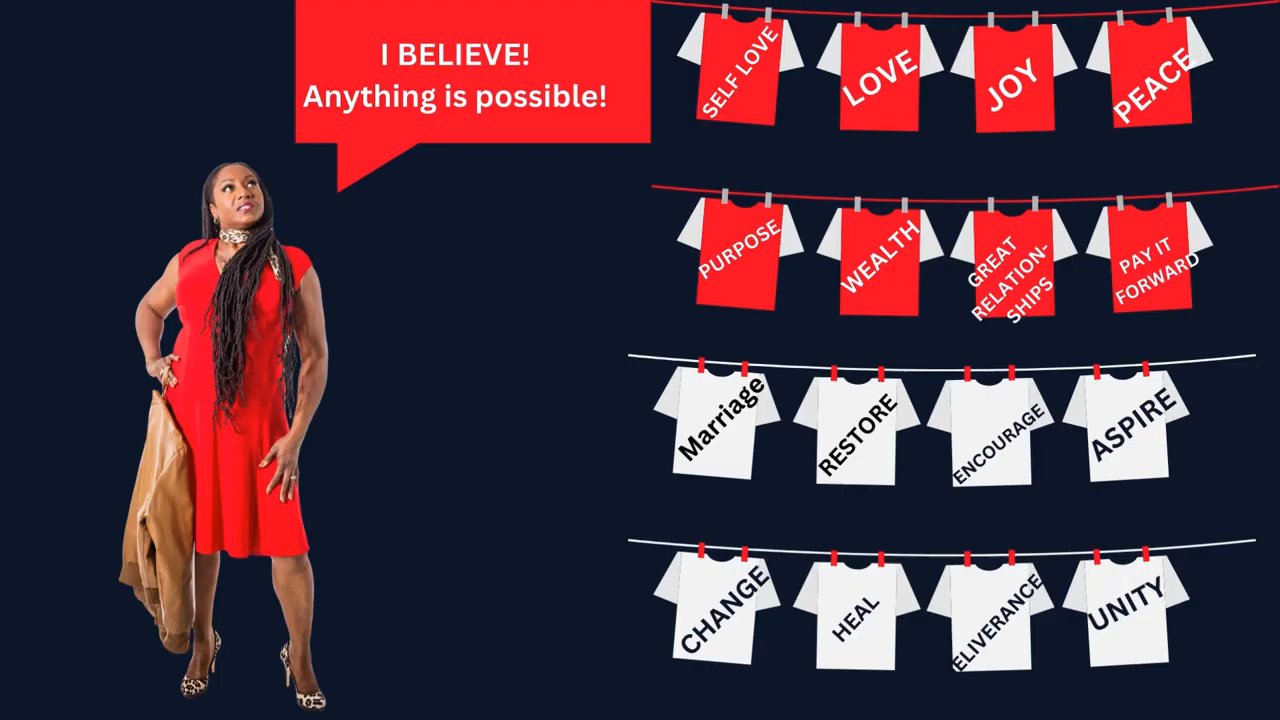 I BELIEVE!
Anything is possible!
SELF LOVE
LOVE
JOY
PEACE
PURPOSE
WEALTH
GREAT
RELATION-
SHIPS
PAY IT
FORWARD
Marriage
RESTORE
ENCOURAGE
ASPIRE
CHANGE
HEAL
ELIVERANCE
UNITY